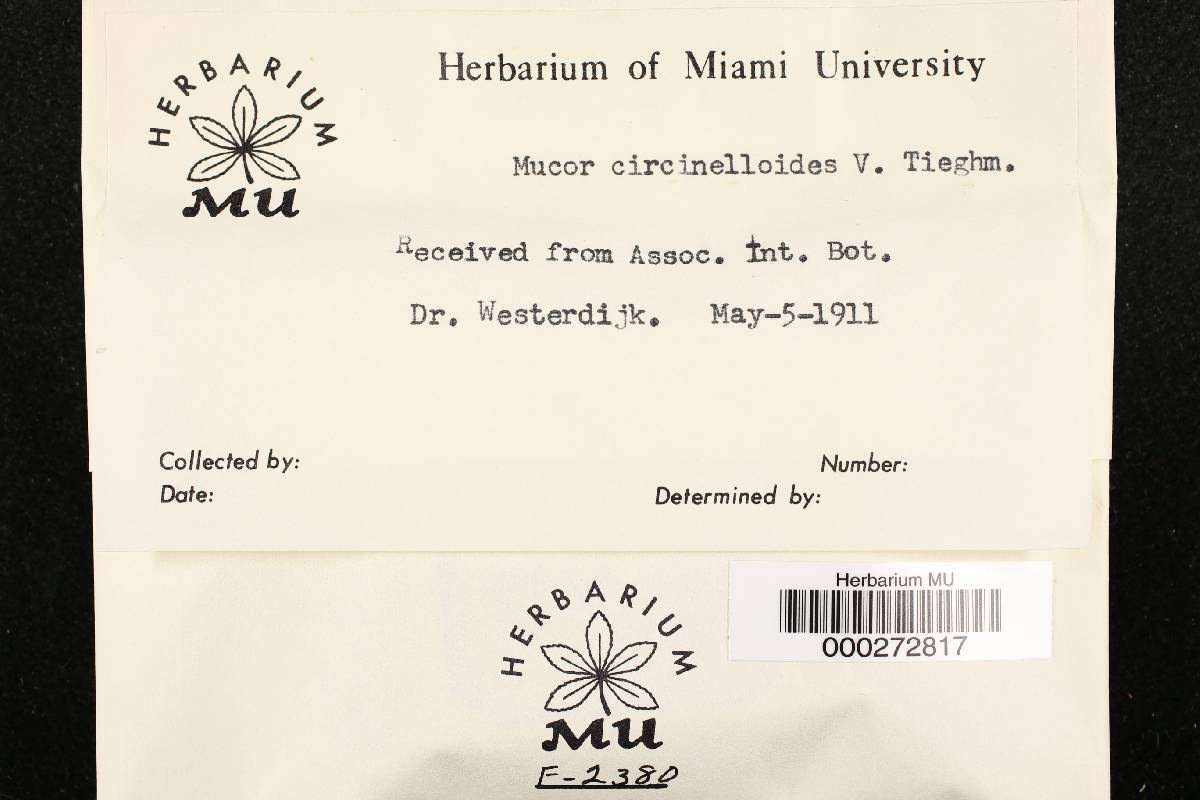 HERBARIUM
MU
Herbarium of Miami University
Mucor circinelloides V. Tieghm.
Received from Assoc. Int. Bot.
Dr. Westerdijk. May-5-1911
Collected by:
Number:
Date:
Determined by:
Herbarium MU
000272817
HERBARIUM
MU
F-2380